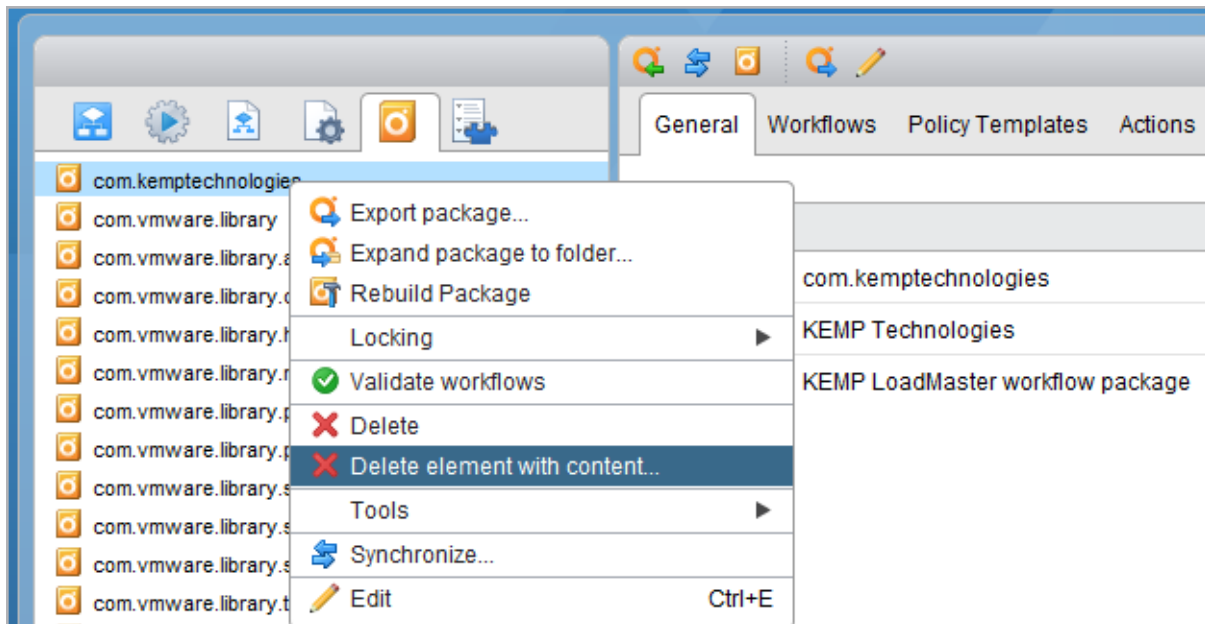 General Workflows Policy Templates Actions
com.kemptechnologies
com.vmware.library
com.vmware.library.a
com.vmware.library.
com.vmware.library.
com.vmware.library.
com.vmware.library.p
com.vmware.library.p
com.vmware.library.s
com.vmware.library.s
com.vmware.library.s
com.vmware.library.t
Export package...
Expand package to folder...
Rebuild Package
Locking
Validate workflows
Delete
Delete element with content...
Tools
Synchronize...
Edit Ctrl+E
com.kemptechnologies
KEMP Technologies
KEMP LoadMaster workflow package